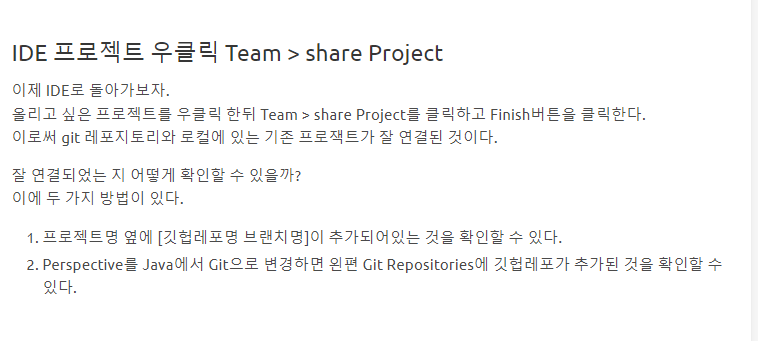 IDE 프로젝트 우클릭 Team > share Project
이제 IDE로 돌아가보자.
올리고 싶은 프로젝트를 우클릭 한뒤 Team > share Project를 클릭하고 Finish버튼을 클릭한다.
이로써 git 레포지토리와 로컬에 있는 기존 프로잭트가 잘 연결된 것이다.
잘 연결되었는 지 어떻게 확인할 수 있을까?
이에 두 가지 방법이 있다.
1. 프로젝트명 옆에 [깃헙레포명 브랜치명]이 추가되어있는 것을 확인할 수 있다.
2. Perspective를 Java에서 Git으로 변경하면 왼편 Git Repositories에 깃헙레포가 추가된 것을 확인할 수
있다.